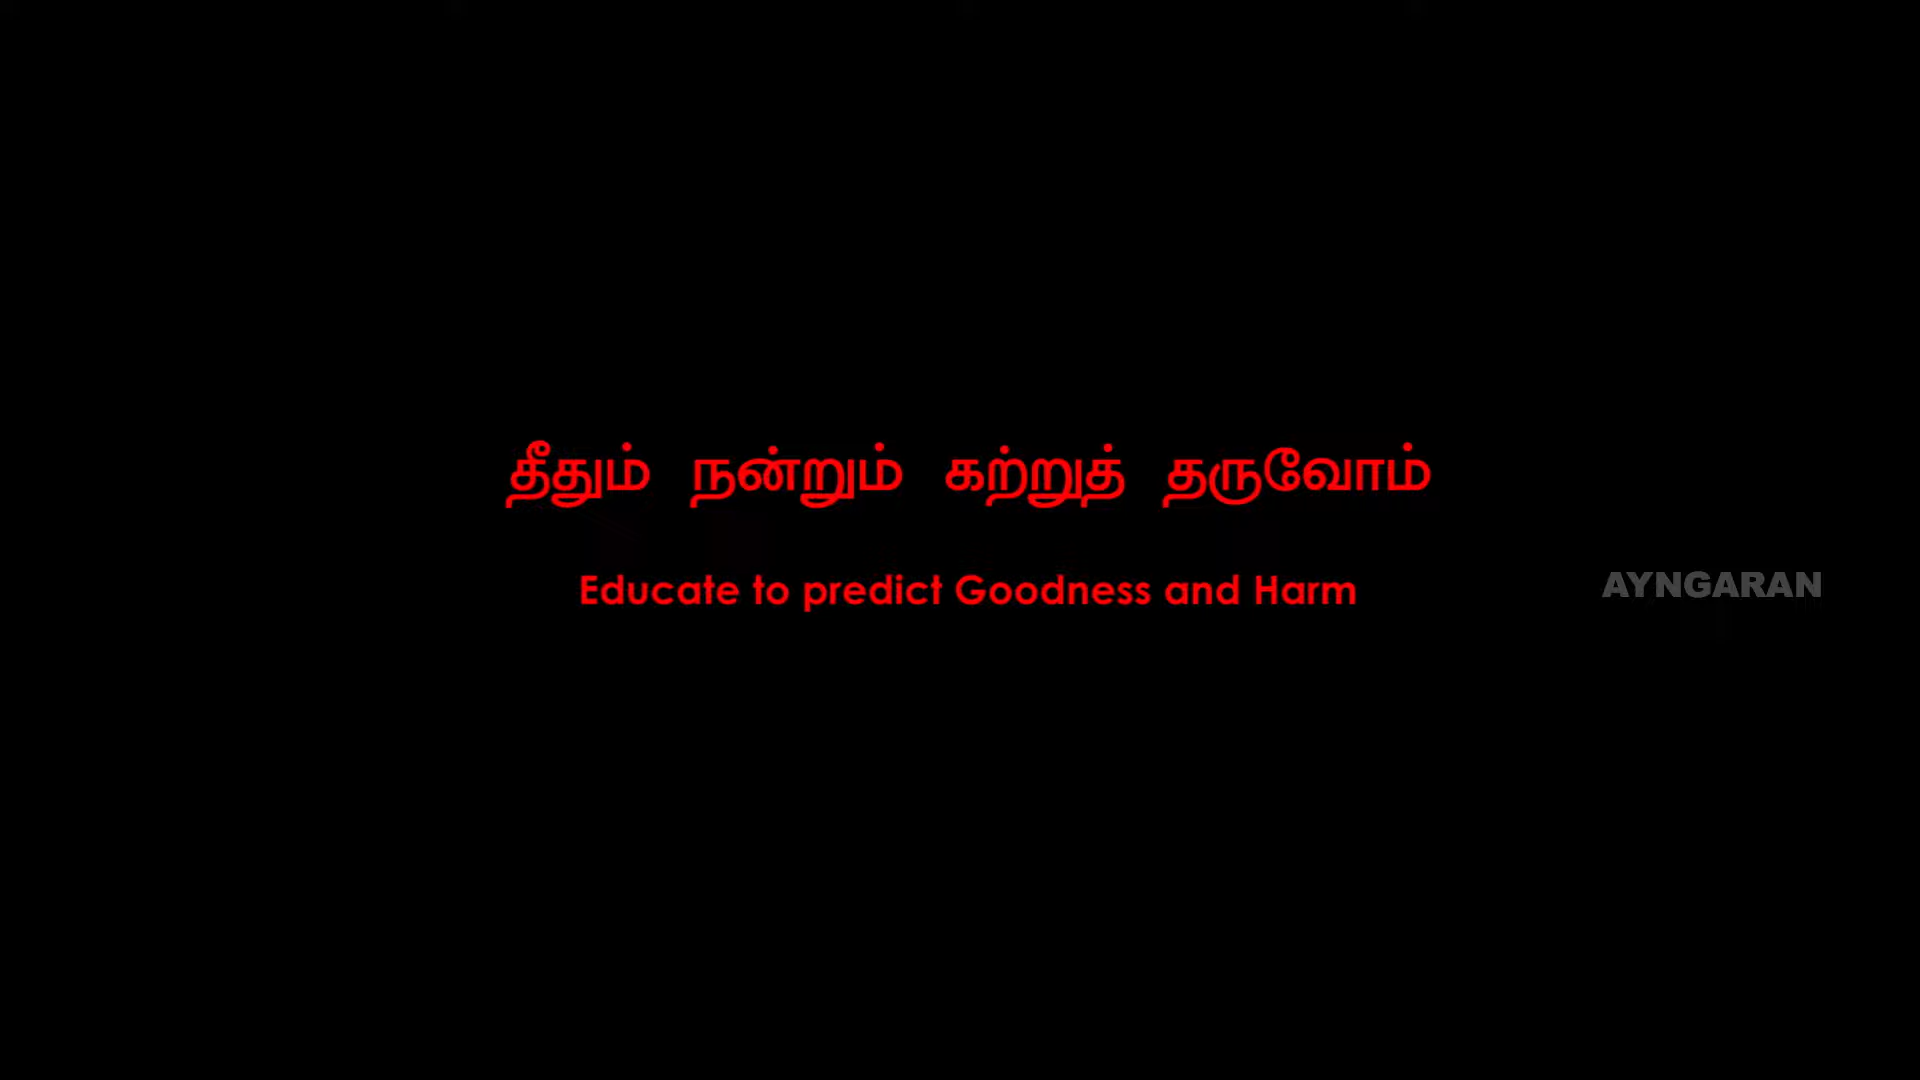 தீதும் நன்றும் கற்றுத் தருவோம்
Educate to predict Goodness and Harm
AYNGARAN